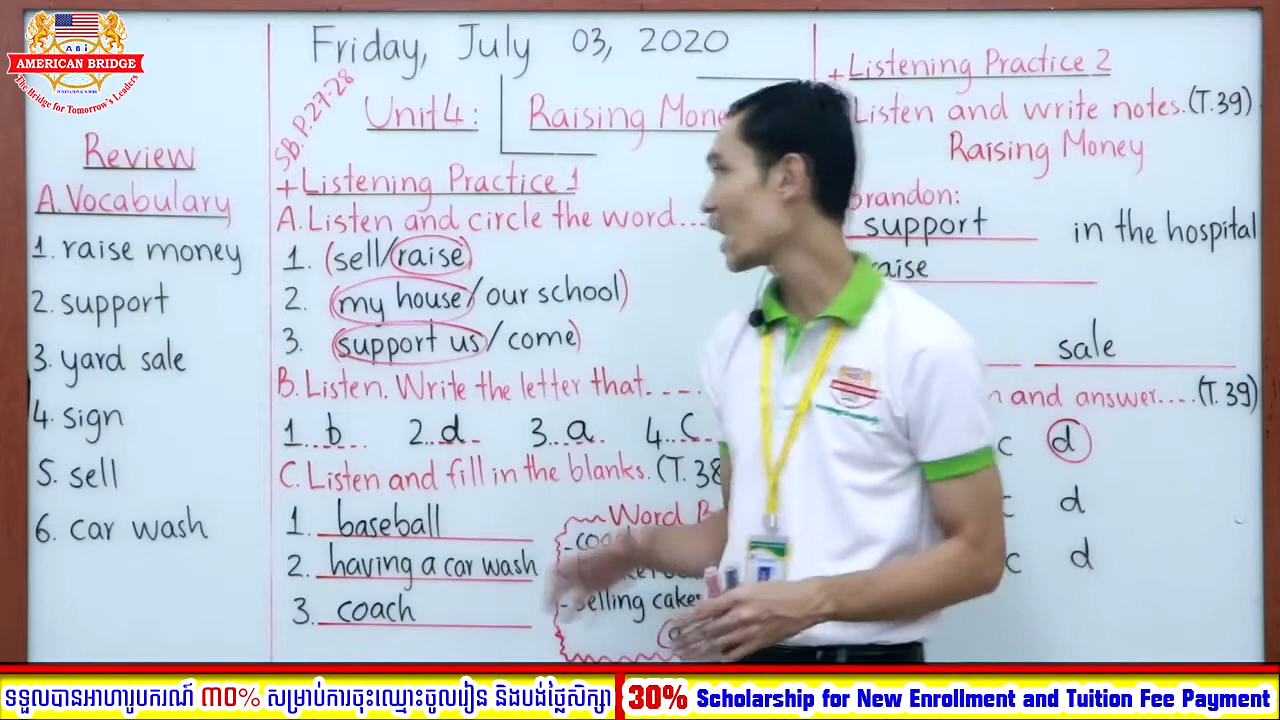 ABi
AMERICAN BRIDGE
The Bridge for Tomorrow's Leaders
INTERNATIONAL SCHOOL
Friday, July 03, 2020
SB.P.27-28
Unit 4: Raising Mone
Review
A. Vocabulary
1. raise money
2. support
3. yard sale
4. sign
5. sell
6. car wash
+ Listening Practice 1
A. Listen and circle the word...
1. (sell/raise)
2. (my house/our school)
3. (support us/come)
B. Listen. Write the letter that....
1..b... 2..d.. 3..a.. 4..c..
C. Listen and fill in the blanks. (T. 38
1. baseball
2. having a car wash
3. coach
Word B
- selling cakes
+ Listening Practice 2
Listen and write notes. (T.39)
Raising Money
brandon:
support in the hospital
raise
sale
and answer.... (T.39)
c d
d
c d
ទទួលបានអាហារូបករណ៍ ៣០% សម្រាប់ការចុះឈ្មោះចូលរៀន និងបង់ថ្លៃសិក្សា
30% Scholarship for New Enrollment and Tuition Fee Payment